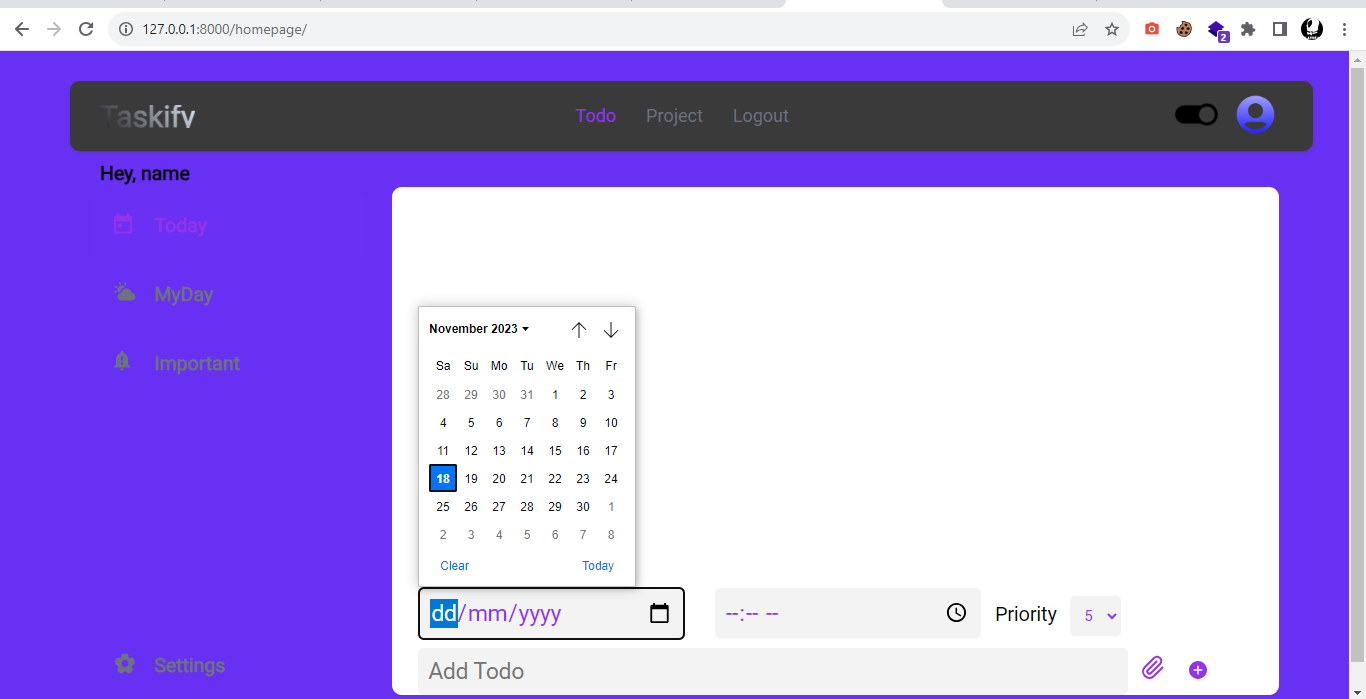 127.0.0.1:8000/homepage/
2
Taskify
Todo Project Logout
Hey, name
Today
MyDay
Important
November 2023
Sa Su Mo Tu We Th Fr
28 29 30 31 1 2 3
4 5 6 7 8 9 10
11 12 13 14 15 16 17
18 19 20 21 22 23 24
25 26 27 28 29 30 1
2 3 4 5 6 7 8
Clear Today
dd/mm/yyyy --:-- -- Priority 5
Settings
Add Todo